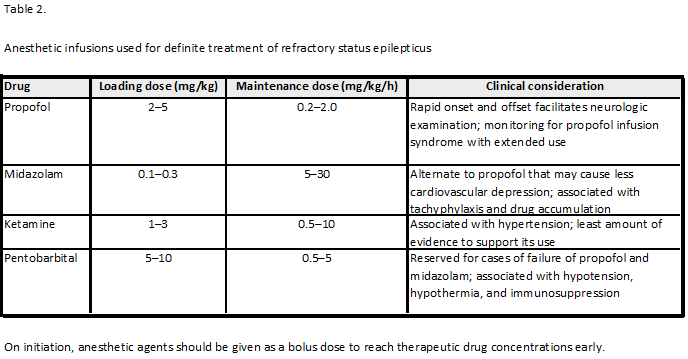 Table 2.
Anesthetic infusions used for definite treatment of refractory status epilepticus
Drug Loading dose (mg/kg) Maintenance dose (mg/kg/h) Clinical consideration
Propofol 2–5 0.2–2.0 Rapid onset and offset facilitates neurologic
examination; monitoring for propofol infusion
syndrome with extended use
Midazolam 0.1–0.3 5–30 Alternate to propofol that may cause less
cardiovascular depression; associated with
tachyphylaxis and drug accumulation
Ketamine 1–3 0.5–10 Associated with hypertension; least amount of
evidence to support its use
Pentobarbital 5–10 0.5–5 Reserved for cases of failure of propofol and
midazolam; associated with hypotension,
hypothermia, and immunosuppression
On initiation, anesthetic agents should be given as a bolus dose to reach therapeutic drug concentrations early.